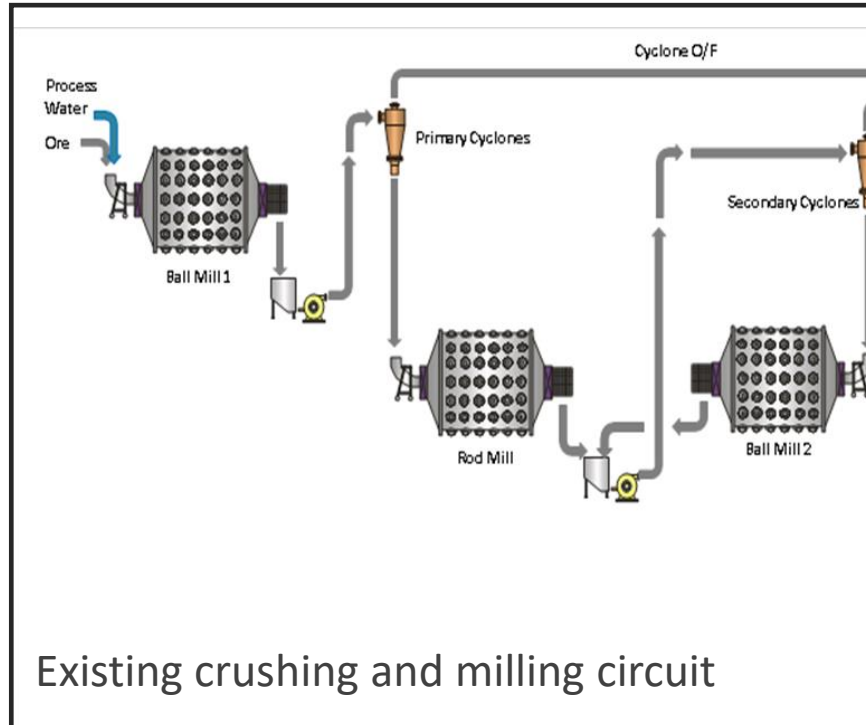 Cyclone O/F
Process
Water
Ore
Primary Cyclones
Secondary Cyclones
Ball Mill 1
Rod Mill
Ball Mill 2
Existing crushing and milling circuit